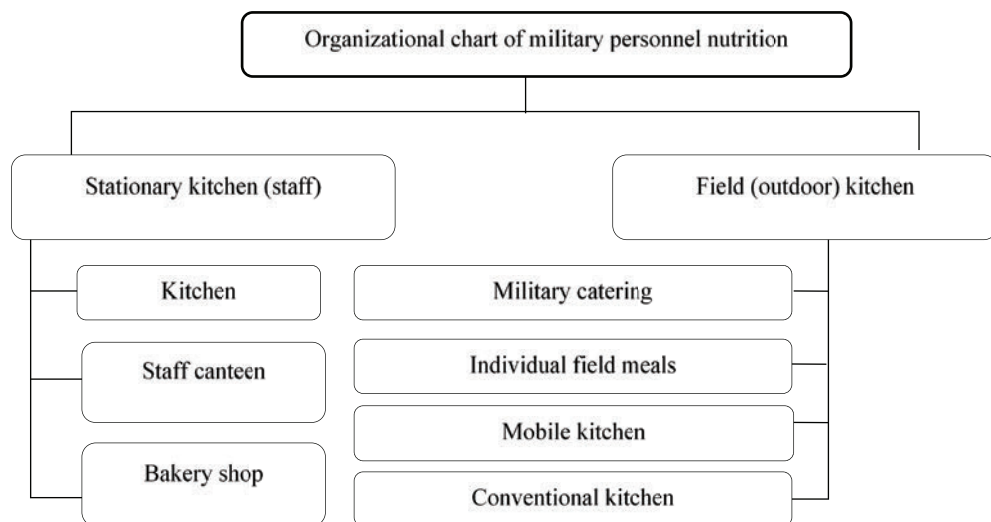 Organizational chart of military personnel nutrition
Stationary kitchen (staff)
Field (outdoor) kitchen
Kitchen
Military catering
Staff canteen
Individual field meals
Mobile kitchen
Bakery shop
Conventional kitchen